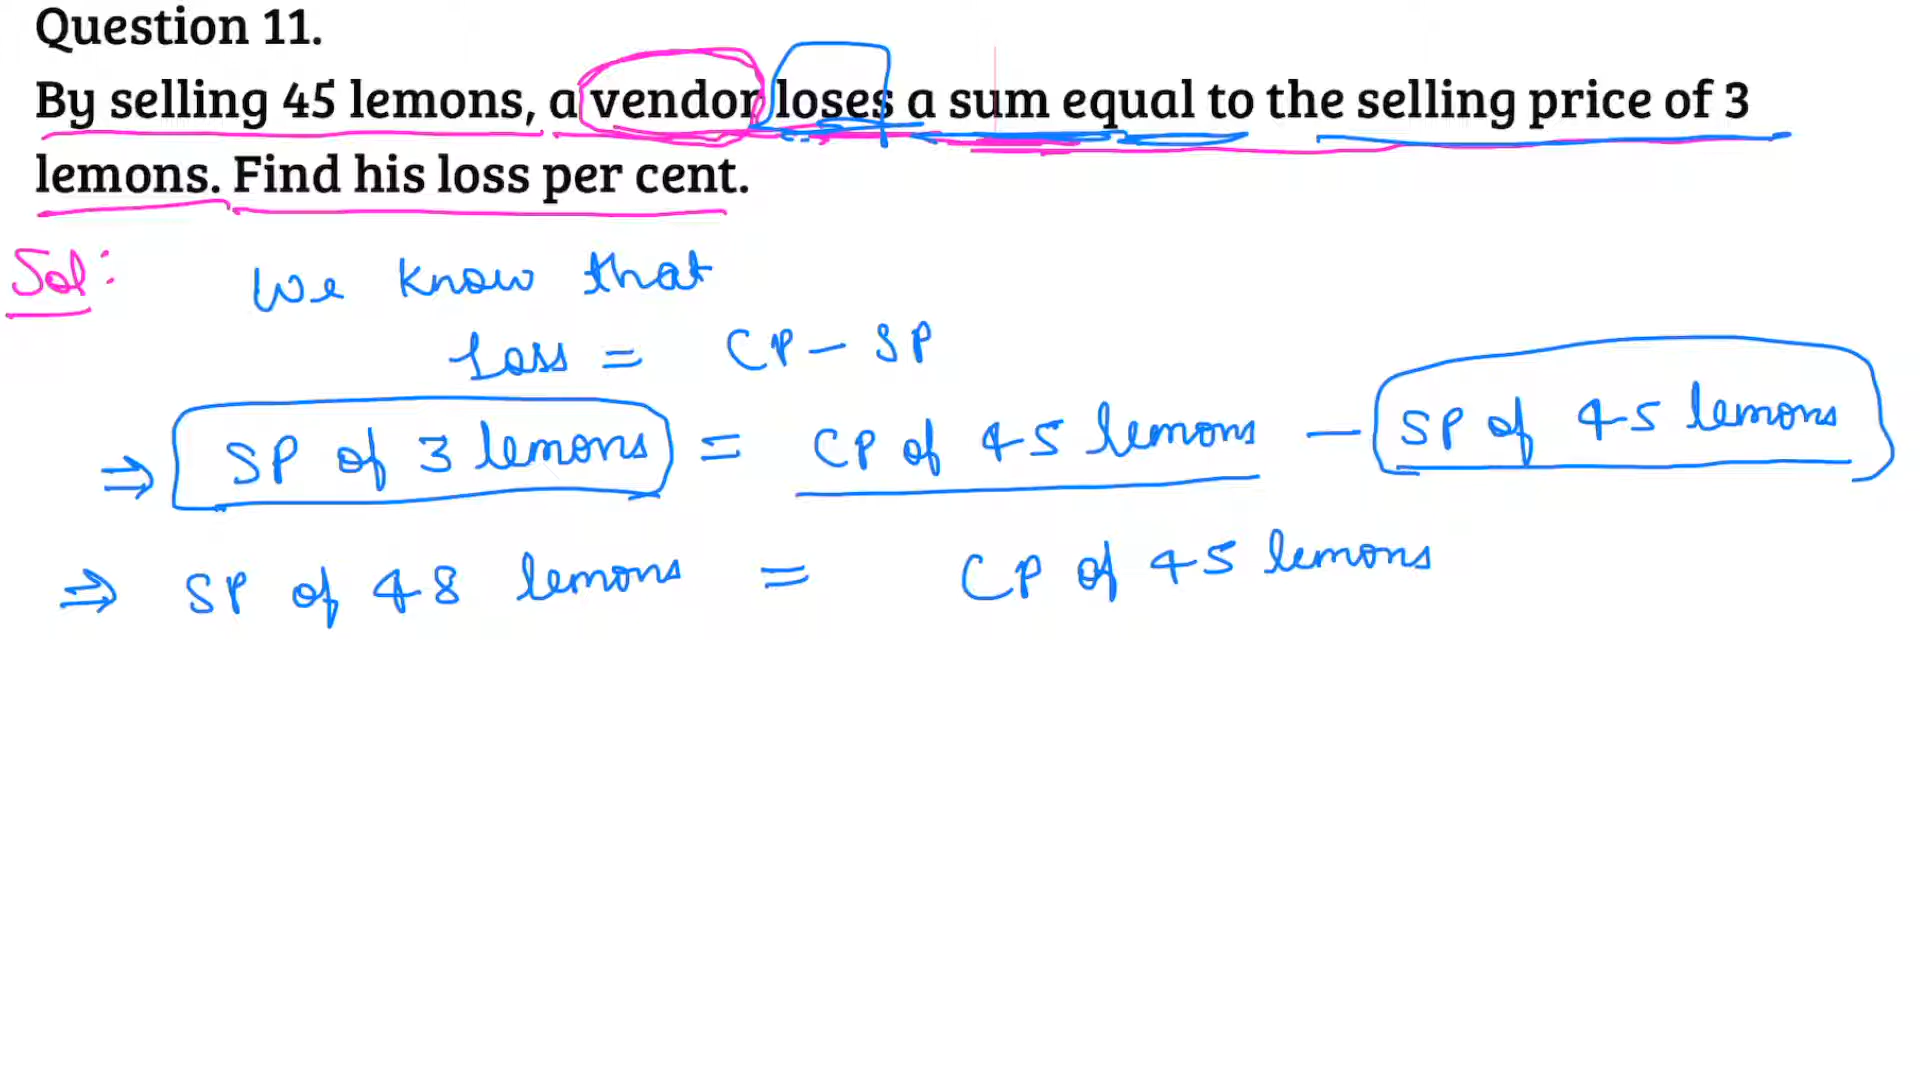 Question 11.
By selling 45 lemons, a vendor loses a sum equal to the selling price of 3
lemons. Find his loss per cent.
Sol:
We know that
Loss = CP - SP
⇒ SP of 3 lemons = CP of 45 lemons - SP of 45 lemons
⇒ SP of 48 lemons = CP of 45 lemons